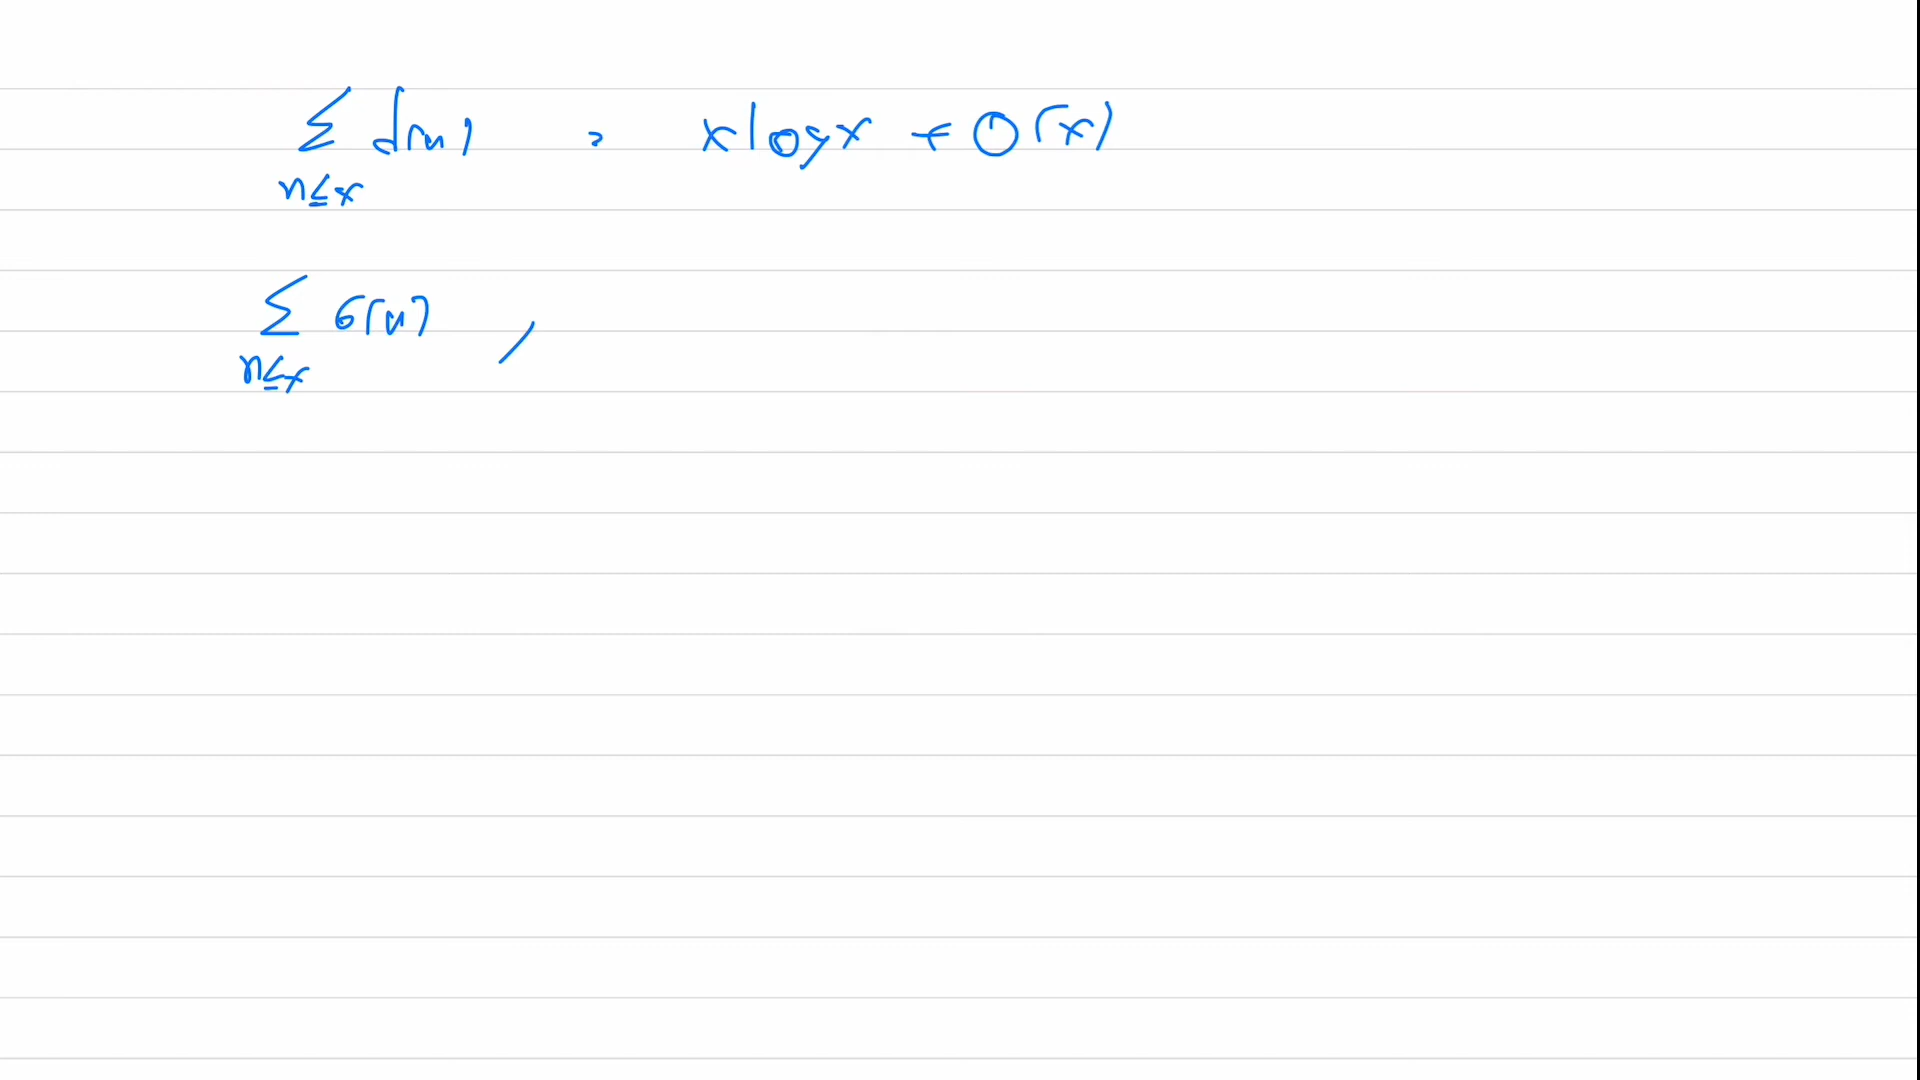 ∑ d(n) = x log x + O(x)
n≤x
∑ σ(n) ,
n≤x